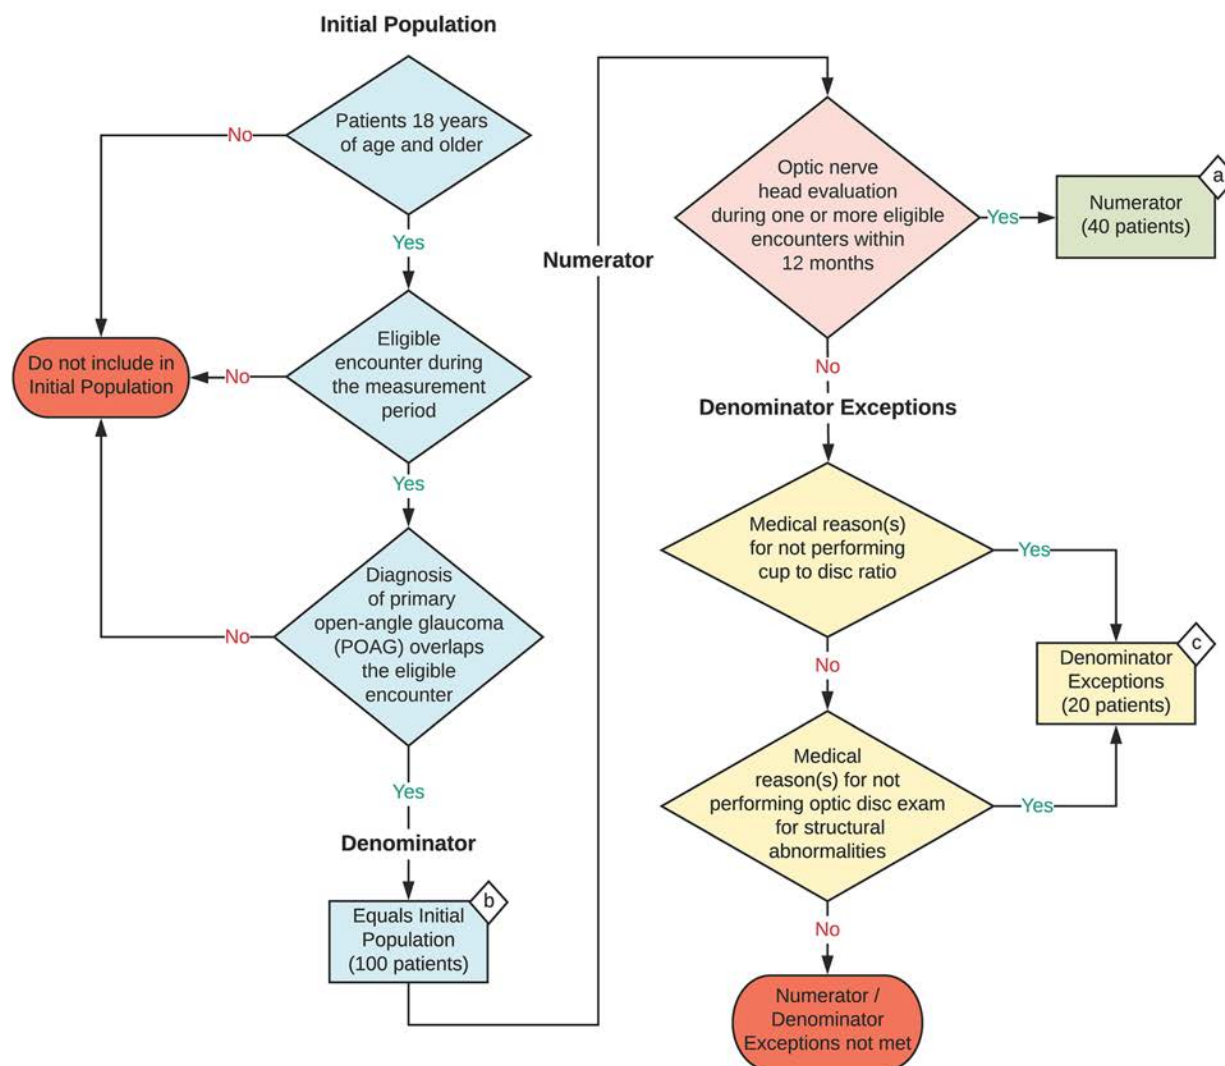 Initial Population
Patients 18 years
of age and older
No
Yes
Eligible
encounter during
the measurement
period
No
Do not include in
Initial Population
Yes
Diagnosis
of primary
open-angle glaucoma
(POAG) overlaps
the eligible
encounter
No
Yes
Denominator
b
Equals Initial
Population
(100 patients)
Numerator
Optic nerve
head evaluation
during one or more eligible
encounters within
12 months
Yes
a
Numerator
(40 patients)
No
Denominator Exceptions
Medical reason(s)
for not performing
cup to disc ratio
Yes
c
Denominator
Exceptions
(20 patients)
No
Medical
reason(s) for not
performing optic disc exam
for structural
abnormalities
Yes
No
Numerator /
Denominator
Exceptions not met